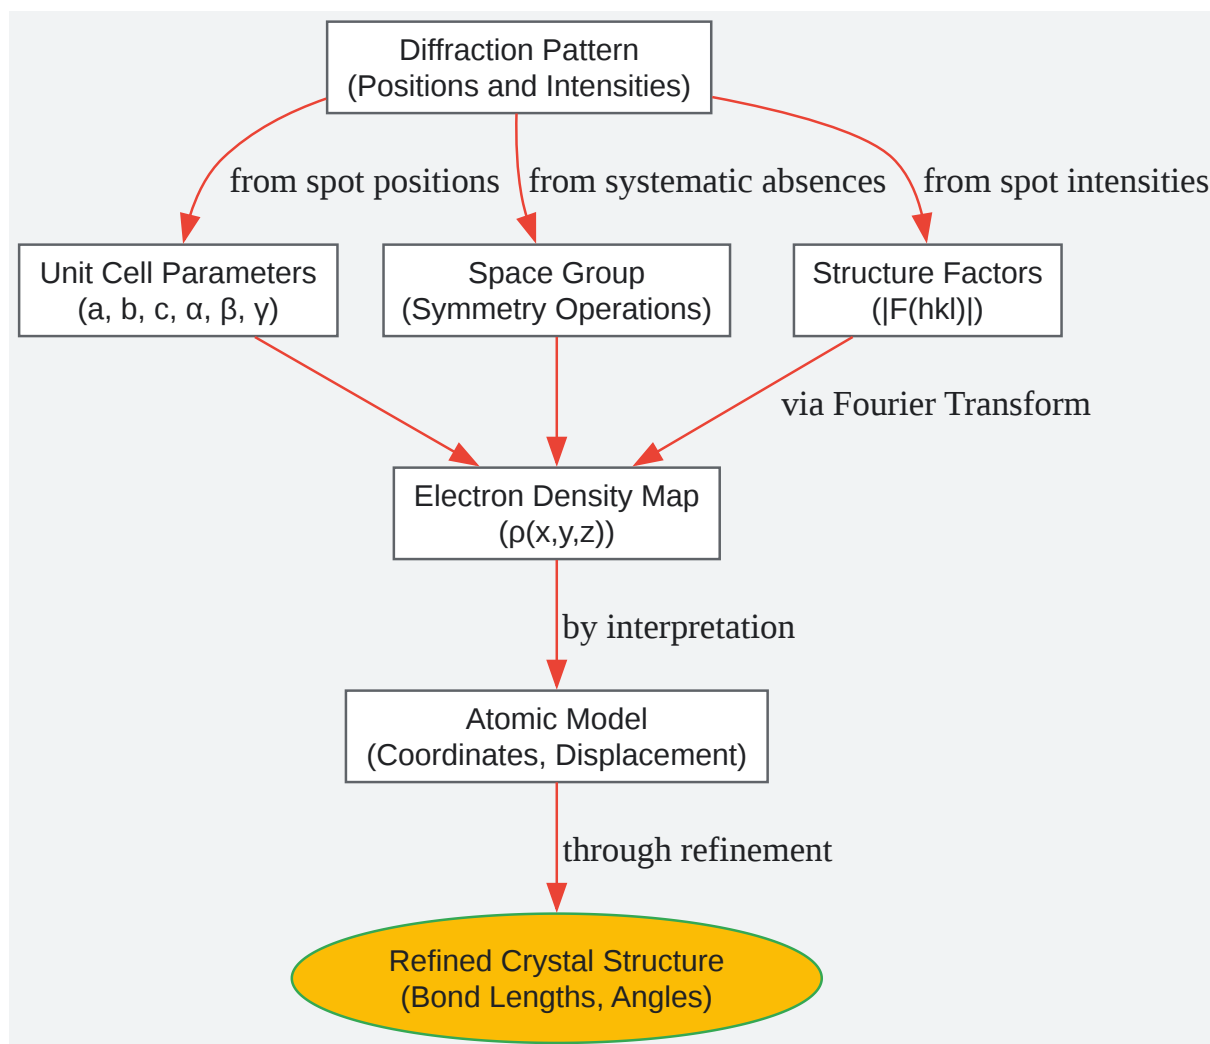 Diffraction Pattern
(Positions and Intensities)
from spot positions
from systematic absences
from spot intensities
Unit Cell Parameters
(a, b, c, α, β, γ)
Space Group
(Symmetry Operations)
Structure Factors
(|F(hkl)|)
via Fourier Transform
Electron Density Map
(ρ(x,y,z))
by interpretation
Atomic Model
(Coordinates, Displacement)
through refinement
Refined Crystal Structure
(Bond Lengths, Angles)